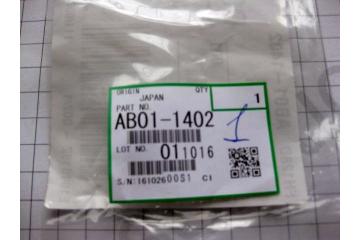 ORIGIN QTY
JAPAN 1
PART NO.
AB01-1402 1
LOT NO. 011016
S/N:1610260051 C1